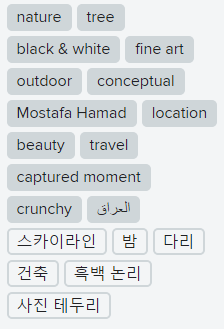 nature tree
black & white fine art
outdoor conceptual
Mostafa Hamad location
beauty travel
captured moment
crunchy العراق
스카이라인 밤 다리
건축 흑백 논리
사진 테두리